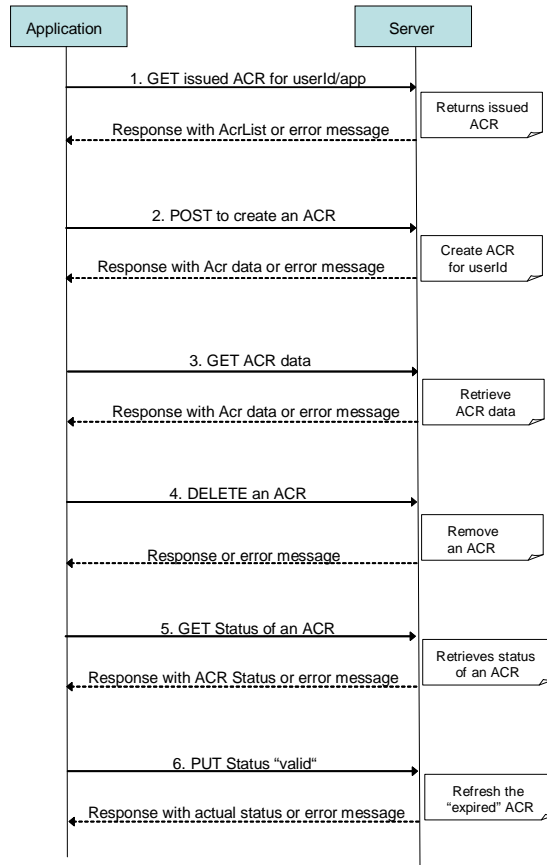 Application
Server
1. GET issued ACR for userId/app
Returns issued
ACR
Response with AcrList or error message
2. POST to create an ACR
Create ACR
for userId
Response with Acr data or error message
3. GET ACR data
Retrieve
ACR data
Response with Acr data or error message
4. DELETE an ACR
Remove
an ACR
Response or error message
5. GET Status of an ACR
Retrieves status
of an ACR
Response with ACR Status or error message
6. PUT Status “valid“
Refresh the
“expired” ACR
Response with actual status or error message